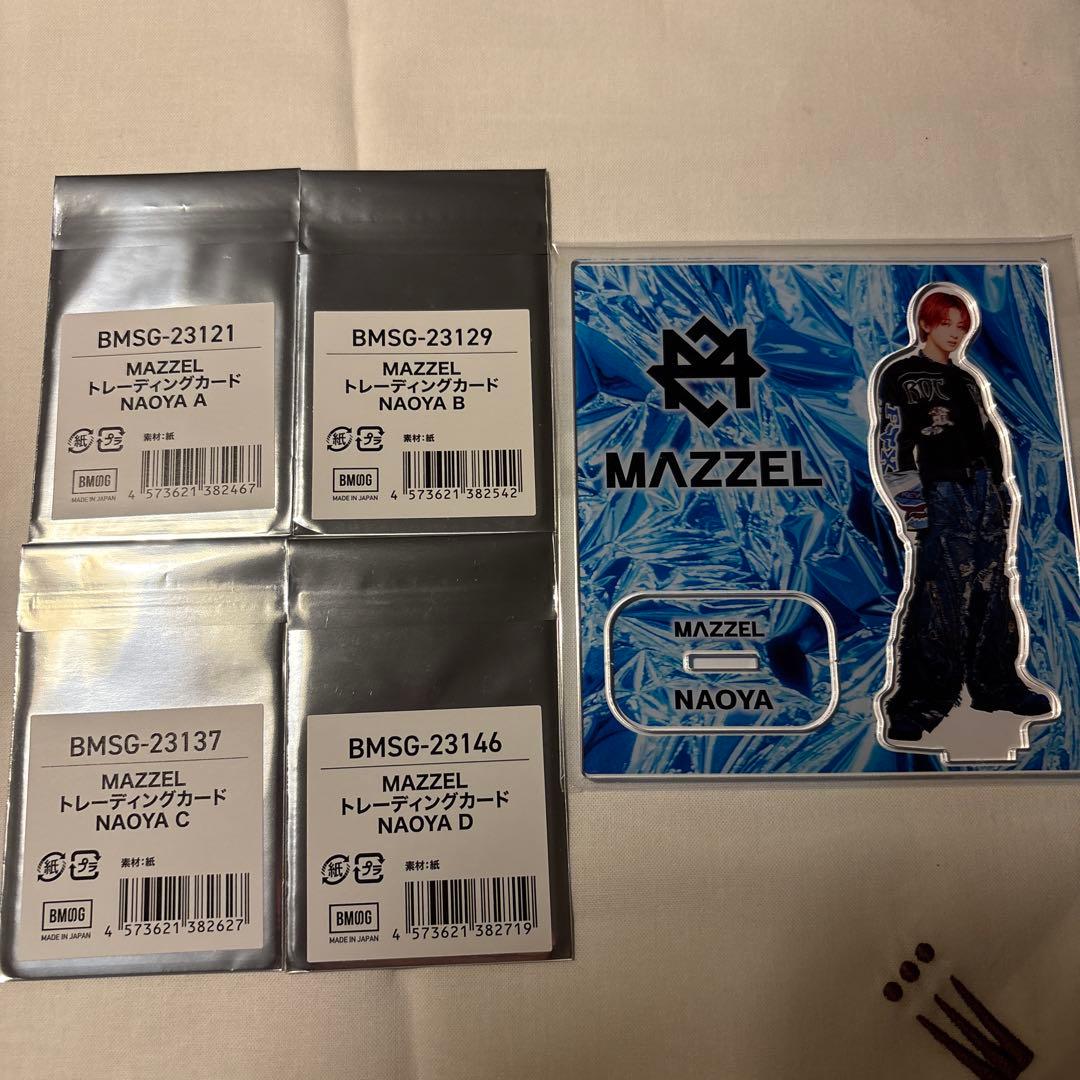 BMSG-23121
MAZZEL
トレーディングカード
NAOYA A
紙 プラ 素材:紙
BMSG
MADE IN JAPAN
4 573621 382467
BMSG-23129
MAZZEL
トレーディングカード
NAOYA B
紙 プラ 素材:紙
BMSG
MADE IN JAPAN
4 573621 382542
BMSG-23137
MAZZEL
トレーディングカード
NAOYA C
紙 プラ 素材:紙
BMSG
MADE IN JAPAN
4 573621 382627
BMSG-23146
MAZZEL
トレーディングカード
NAOYA D
紙 プラ 素材:紙
BMSG
MADE IN JAPAN
4 573621 382719
MAZZEL
MAZZEL
NAOYA